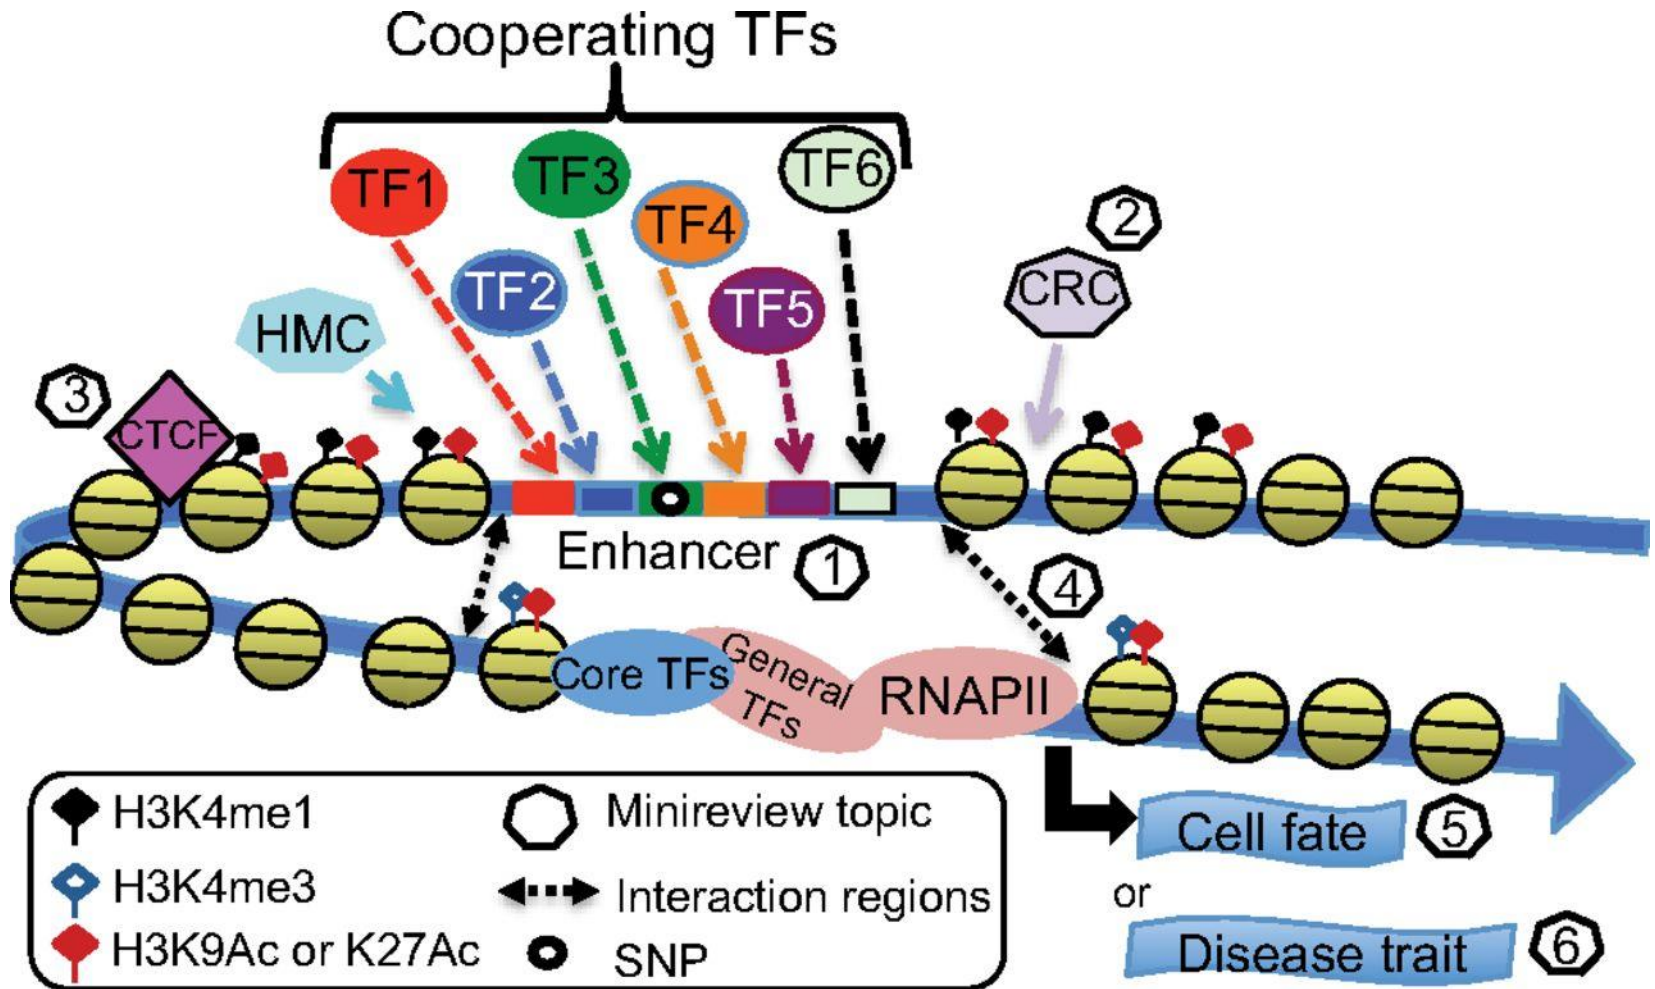 Cooperating TFs
TF1
TF3
TF6
TF4
TF2
TF5
2
CRC
HMC
3
CTCF
Enhancer
1
4
Core TFs
General
TFs
RNAPII
H3K4me1
H3K4me3
H3K9Ac or K27Ac
Minireview topic
Interaction regions
SNP
Cell fate
5
or
Disease trait
6